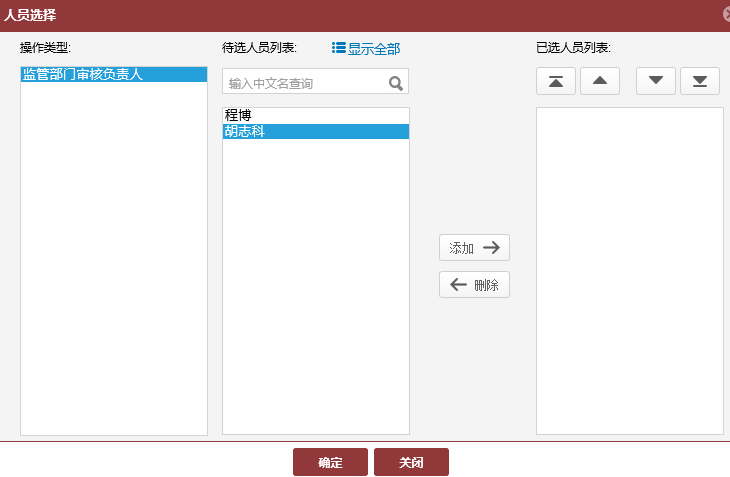 人员选择
操作类型:
待选人员列表:
显示全部
已选人员列表:
监管部门审核负责人
输入中文名查询
程博
胡志科
添加
删除
确定
关闭